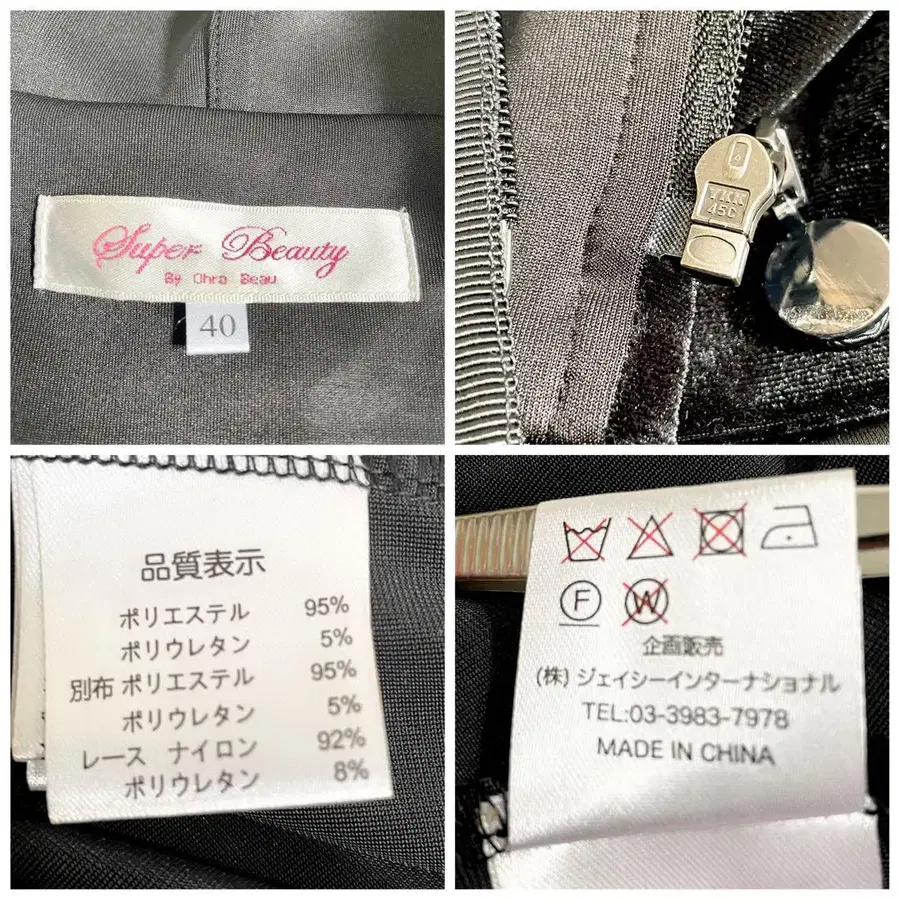 Super Beauty
By Ohra Beau
40
YKK
45C
品質表示
ポリエステル 95%
ポリウレタン 5%
別布 ポリエステル 95%
ポリウレタン 5%
レース ナイロン 92%
ポリウレタン 8%
F W
企画販売
(株) ジェイシーインターナショナル
TEL:03-3983-7978
MADE IN CHINA